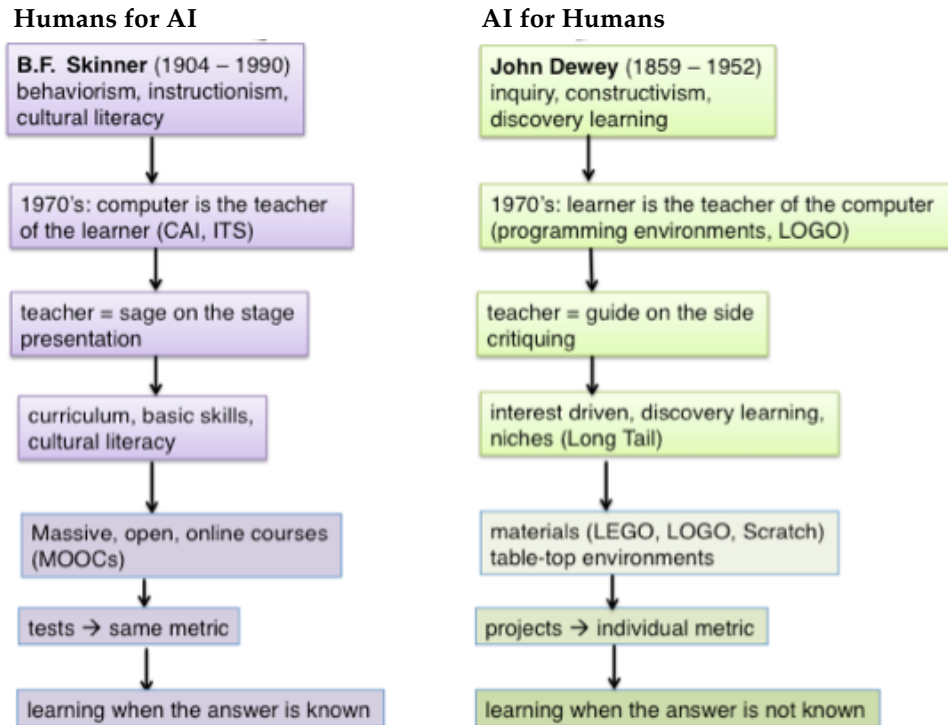 Humans for AI
B.F. Skinner (1904 – 1990)
behaviorism, instructionism,
cultural literacy
1970's: computer is the teacher
of the learner (CAI, ITS)
teacher = sage on the stage
presentation
curriculum, basic skills,
cultural literacy
Massive, open, online courses
(MOOCs)
tests → same metric
learning when the answer is known
AI for Humans
John Dewey (1859 – 1952)
inquiry, constructivism,
discovery learning
1970's: learner is the teacher of the computer
(programming environments, LOGO)
teacher = guide on the side
critiquing
interest driven, discovery learning,
niches (Long Tail)
materials (LEGO, LOGO, Scratch)
table-top environments
projects → individual metric
learning when the answer is not known